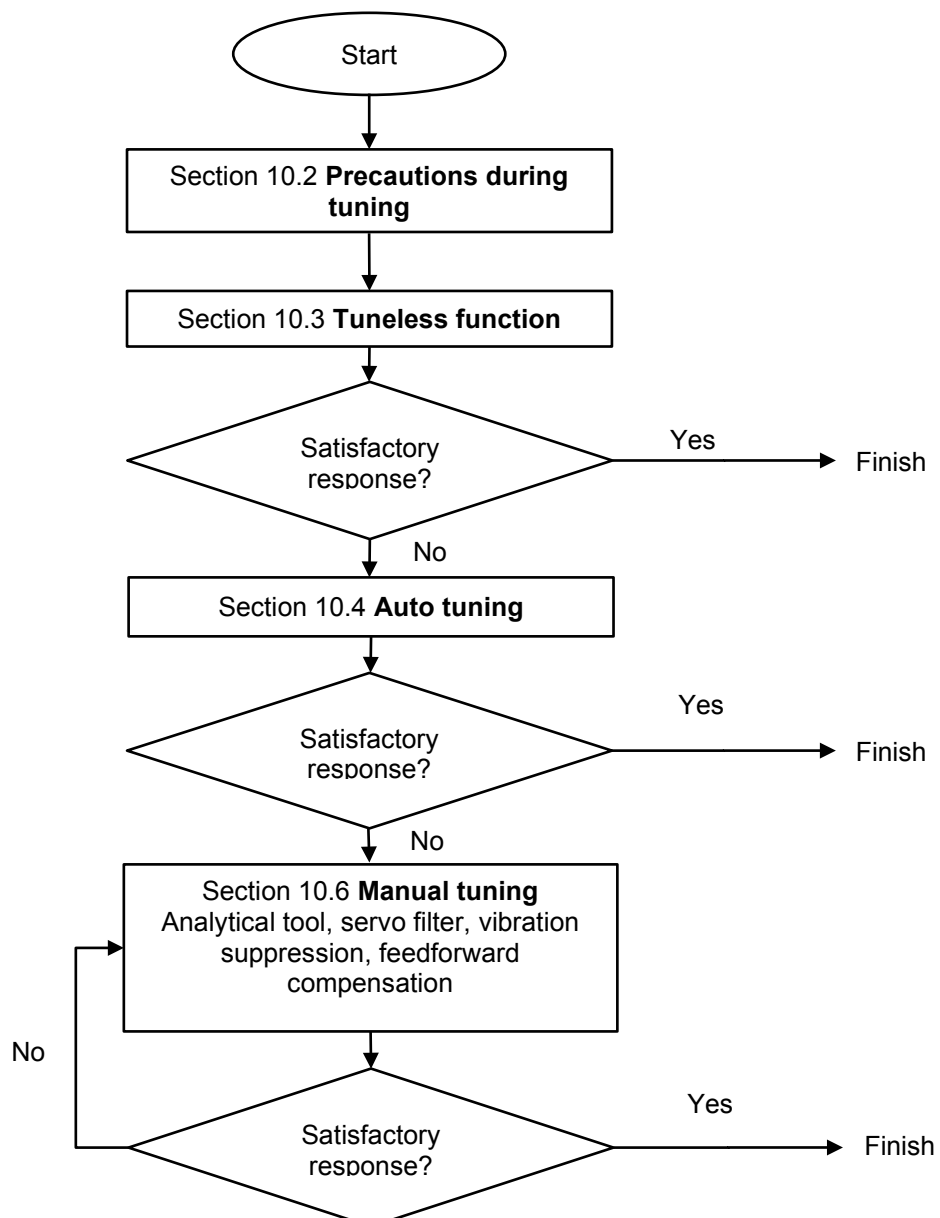 Start
Section 10.2 Precautions during
tuning
Section 10.3 Tuneless function
Satisfactory
response?
Yes
Finish
No
Section 10.4 Auto tuning
Satisfactory
response?
Yes
Finish
No
Section 10.6 Manual tuning
Analytical tool, servo filter, vibration
suppression, feedforward
compensation
No
Satisfactory
response?
Yes
Finish